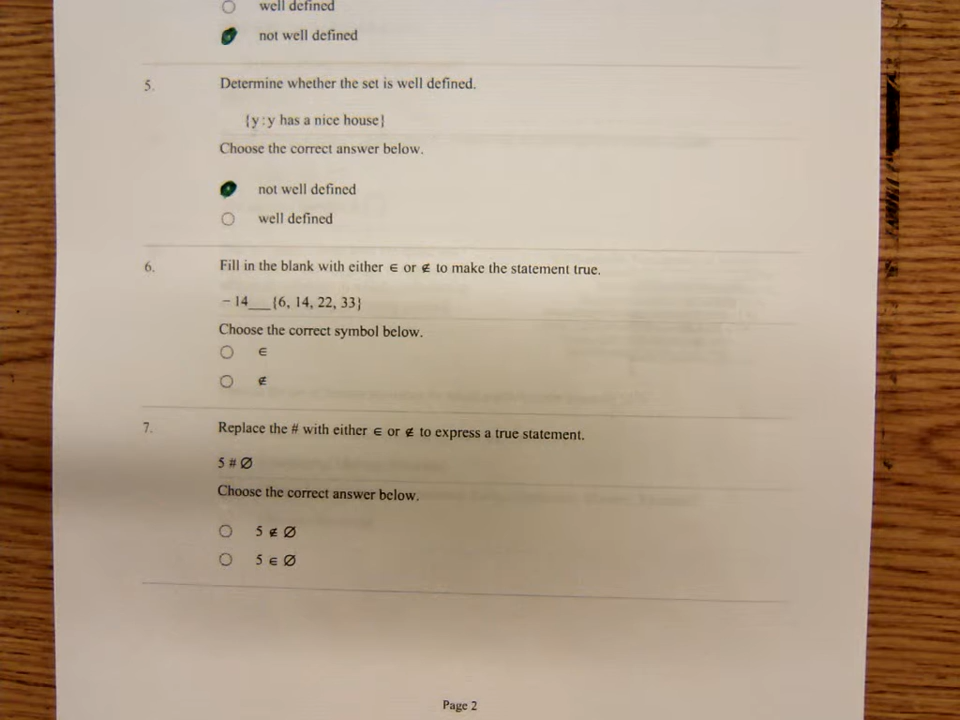 well defined
not well defined
5.
Determine whether the set is well defined.
{y : y has a nice house}
Choose the correct answer below.
not well defined
well defined
6.
Fill in the blank with either ∈ or ∉ to make the statement true.
− 14__{6, 14, 22, 33}
Choose the correct symbol below.
∈
∉
7.
Replace the # with either ∈ or ∉ to express a true statement.
5 # Ø
Choose the correct answer below.
5 ∉ Ø
5 ∈ Ø
Page 2